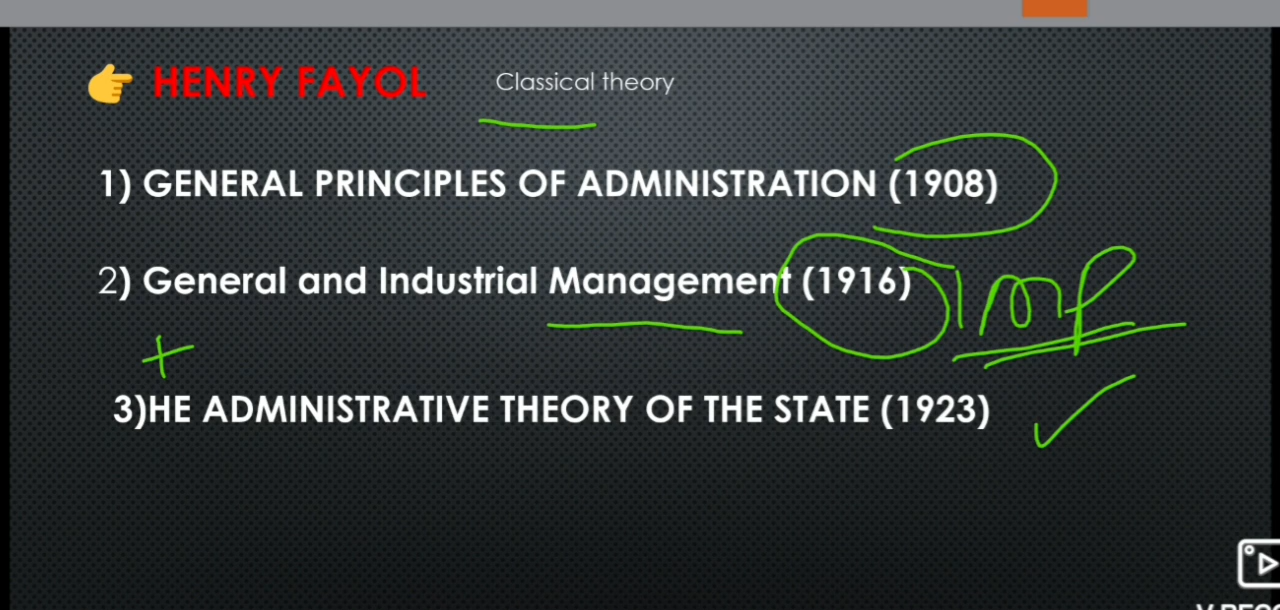 HENRY FAYOL Classical theory
1) GENERAL PRINCIPLES OF ADMINISTRATION (1908)
2) General and Industrial Management (1916) Imp
3)HE ADMINISTRATIVE THEORY OF THE STATE (1923)